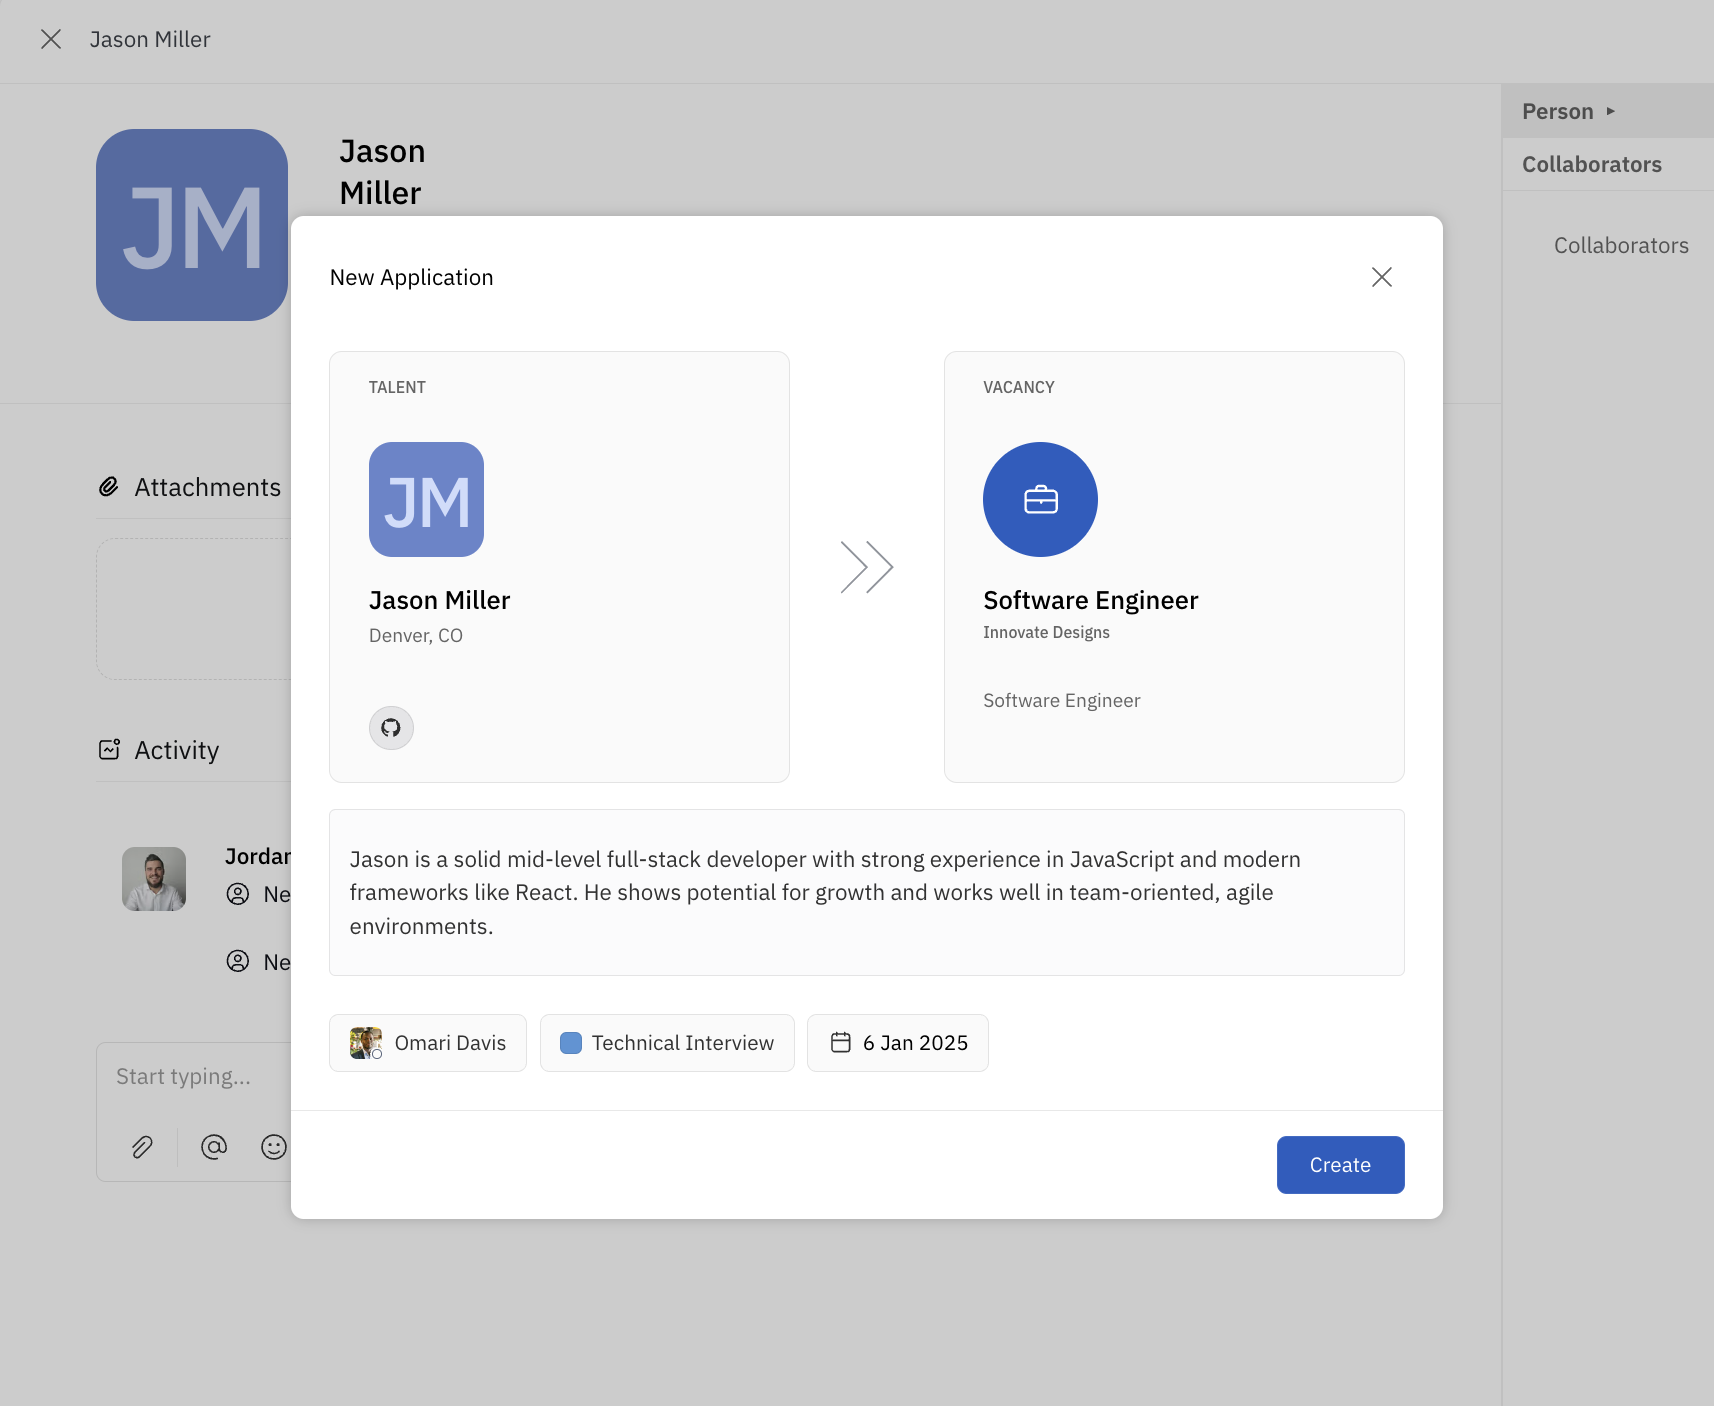 Jason Miller
JM
Jason
Miller
Person
Collaborators
Collaborators
Attachments
Activity
Start typing...
New Application
TALENT
JM
Jason Miller
Denver, CO
VACANCY
Software Engineer
Innovate Designs
Software Engineer
Jason is a solid mid-level full-stack developer with strong experience in JavaScript and modern
frameworks like React. He shows potential for growth and works well in team-oriented, agile
environments.
Omari Davis
Technical Interview
6 Jan 2025
Create